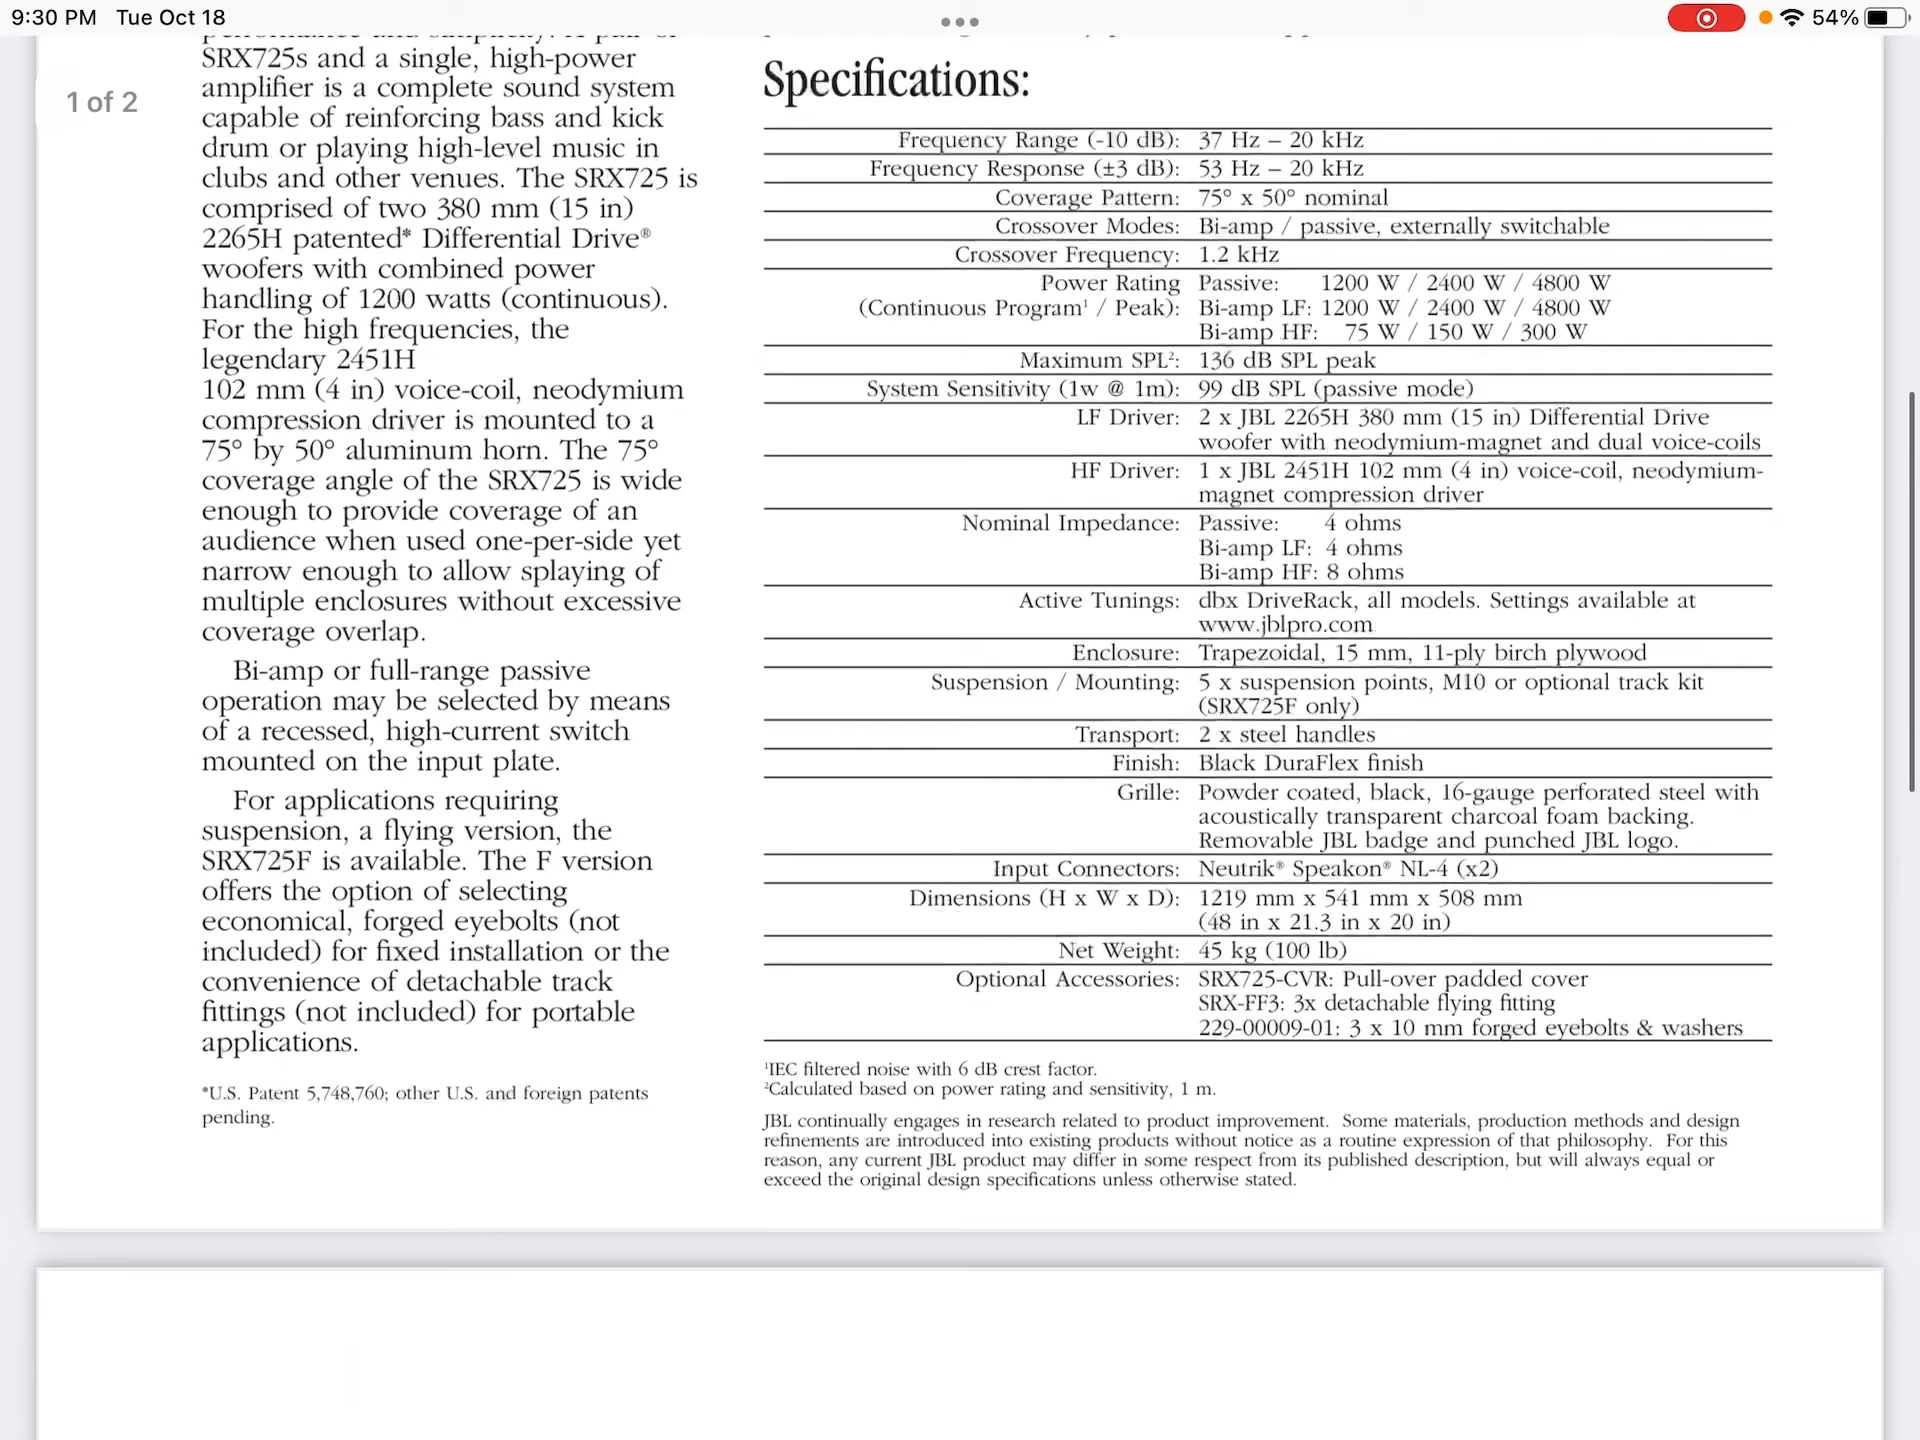 9:30 PM Tue Oct 18
54%
1 of 2
SRX725s and a single, high-power
amplifier is a complete sound system
capable of reinforcing bass and kick
drum or playing high-level music in
clubs and other venues. The SRX725 is
comprised of two 380 mm (15 in)
2265H patented* Differential Drive®
woofers with combined power
handling of 1200 watts (continuous).
For the high frequencies, the
legendary 2451H
102 mm (4 in) voice-coil, neodymium
compression driver is mounted to a
75° by 50° aluminum horn. The 75°
coverage angle of the SRX725 is wide
enough to provide coverage of an
audience when used one-per-side yet
narrow enough to allow splaying of
multiple enclosures without excessive
coverage overlap.
Bi-amp or full-range passive
operation may be selected by means
of a recessed, high-current switch
mounted on the input plate.
For applications requiring
suspension, a flying version, the
SRX725F is available. The F version
offers the option of selecting
economical, forged eyebolts (not
included) for fixed installation or the
convenience of detachable track
fittings (not included) for portable
applications.
*U.S. Patent 5,748,760; other U.S. and foreign patents
pending.
Specifications:
Frequency Range (-10 dB): 37 Hz – 20 kHz
Frequency Response (±3 dB): 53 Hz – 20 kHz
Coverage Pattern: 75° x 50° nominal
Crossover Modes: Bi-amp / passive, externally switchable
Crossover Frequency: 1.2 kHz
Power Rating Passive: 1200 W / 2400 W / 4800 W
(Continuous Program¹ / Peak): Bi-amp LF: 1200 W / 2400 W / 4800 W
Bi-amp HF: 75 W / 150 W / 300 W
Maximum SPL²: 136 dB SPL peak
System Sensitivity (1w @ 1m): 99 dB SPL (passive mode)
LF Driver: 2 x JBL 2265H 380 mm (15 in) Differential Drive
woofer with neodymium-magnet and dual voice-coils
HF Driver: 1 x JBL 2451H 102 mm (4 in) voice-coil, neodymium-
magnet compression driver
Nominal Impedance: Passive: 4 ohms
Bi-amp LF: 4 ohms
Bi-amp HF: 8 ohms
Active Tunings: dbx DriveRack, all models. Settings available at
www.jblpro.com
Enclosure: Trapezoidal, 15 mm, 11-ply birch plywood
Suspension / Mounting: 5 x suspension points, M10 or optional track kit
(SRX725F only)
Transport: 2 x steel handles
Finish: Black DuraFlex finish
Grille: Powder coated, black, 16-gauge perforated steel with
acoustically transparent charcoal foam backing.
Removable JBL badge and punched JBL logo.
Input Connectors: Neutrik® Speakon® NL-4 (x2)
Dimensions (H x W x D): 1219 mm x 541 mm x 508 mm
(48 in x 21.3 in x 20 in)
Net Weight: 45 kg (100 lb)
Optional Accessories: SRX725-CVR: Pull-over padded cover
SRX-FF3: 3x detachable flying fitting
229-00009-01: 3 x 10 mm forged eyebolts & washers
¹IEC filtered noise with 6 dB crest factor.
²Calculated based on power rating and sensitivity, 1 m.
JBL continually engages in research related to product improvement. Some materials, production methods and design
refinements are introduced into existing products without notice as a routine expression of that philosophy. For this
reason, any current JBL product may differ in some respect from its published description, but will always equal or
exceed the original design specifications unless otherwise stated.